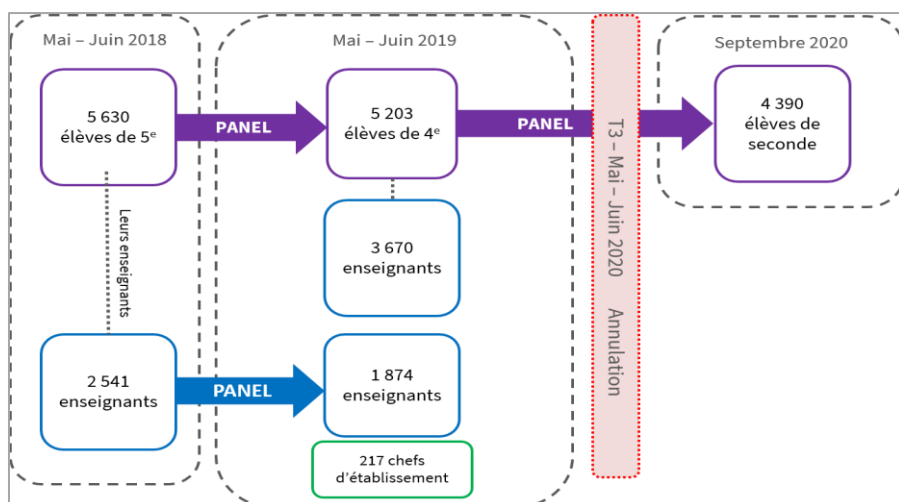 Mai – Juin 2018
Mai – Juin 2019
Septembre 2020
5 630
élèves de 5ᵉ
PANEL
5 203
élèves de 4ᵉ
PANEL
4 390
élèves de
seconde
T3 – Mai – Juin 2020 Annulation
Leurs enseignants
3 670
enseignants
2 541
enseignants
PANEL
1 874
enseignants
217 chefs
d'établissement